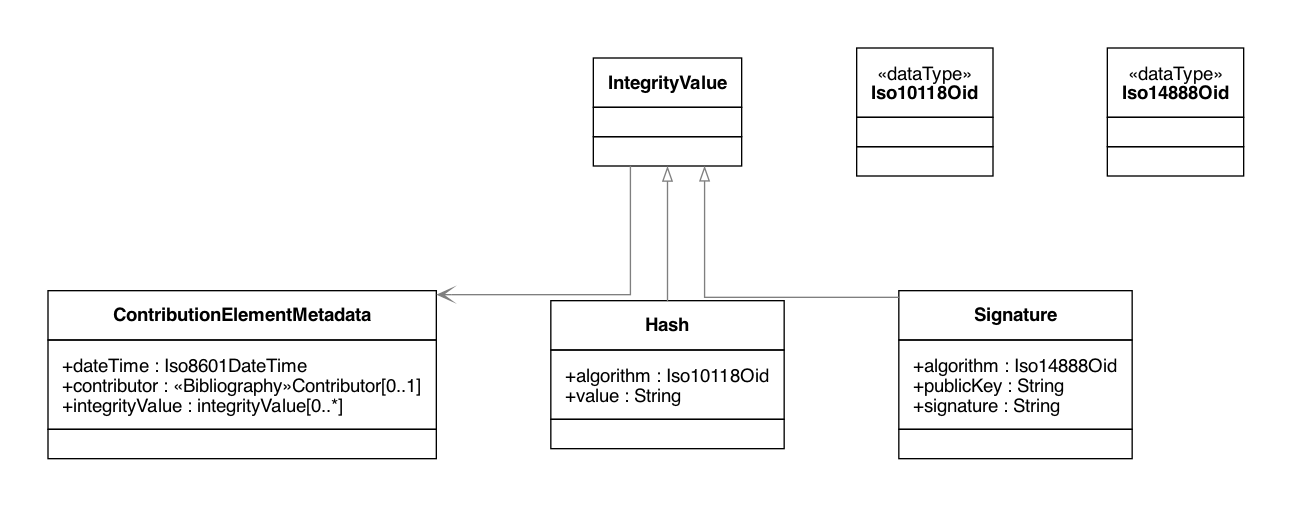 IntegrityValue
«dataType»
Iso10118Oid
«dataType»
Iso14888Oid
ContributionElementMetadata
+dateTime : Iso8601DateTime
+contributor : «Bibliography»Contributor[0..1]
+integrityValue : integrityValue[0..*]
Hash
+algorithm : Iso10118Oid
+value : String
Signature
+algorithm : Iso14888Oid
+publicKey : String
+signature : String